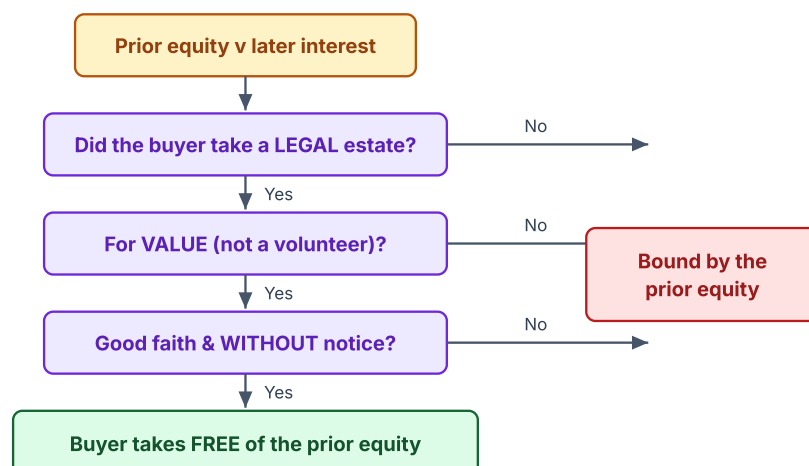 Prior equity v later interest
Did the buyer take a LEGAL estate?
No
Yes
For VALUE (not a volunteer)?
No
Bound by the
prior equity
Yes
Good faith & WITHOUT notice?
No
Yes
Buyer takes FREE of the prior equity